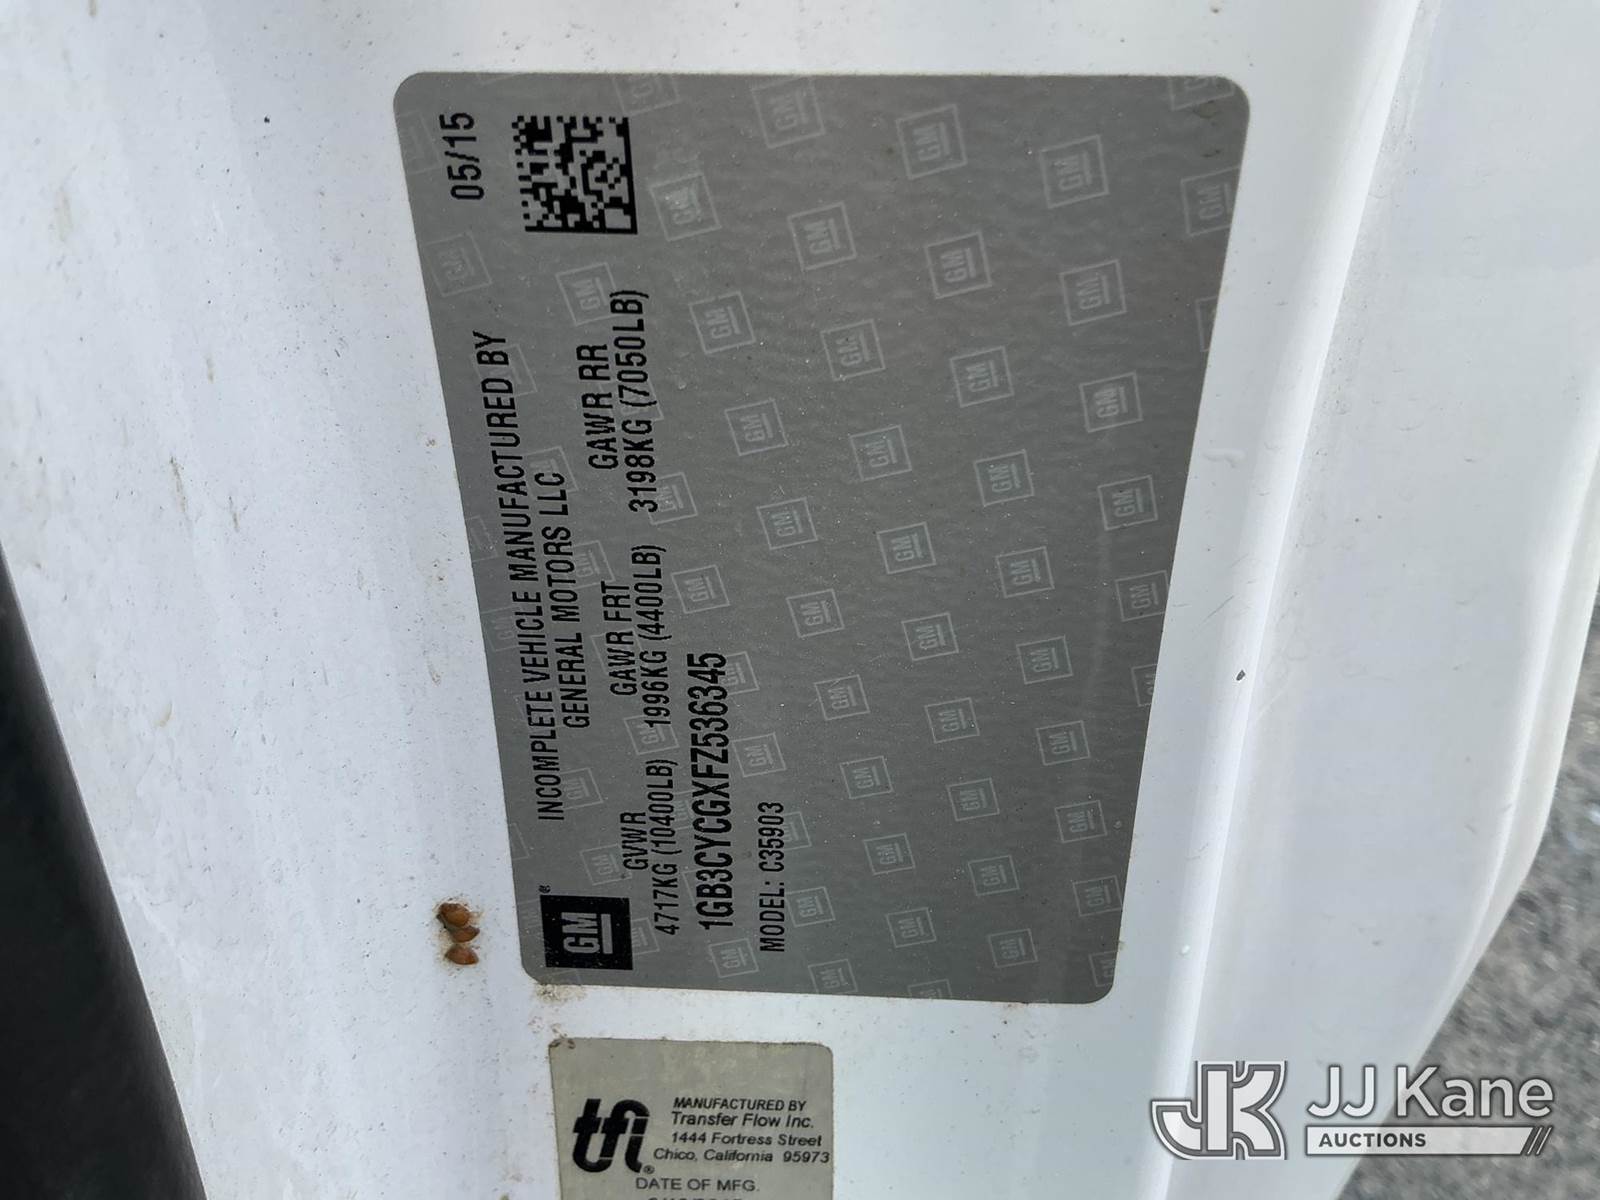 05/15
INCOMPLETE VEHICLE MANUFACTURED BY
GENERAL MOTORS LLC
GM®
GVWR GAWR FRT GAWR RR
4717KG (10400LB) 1996KG (4400LB) 3198KG (7050LB)
1GB3CYCGXFZ536345
MODEL: C35903
tfi®
MANUFACTURED BY
Transfer Flow Inc.
1444 Fortress Street
Chico, California 95973
DATE OF MFG.
JK JJ Kane
AUCTIONS